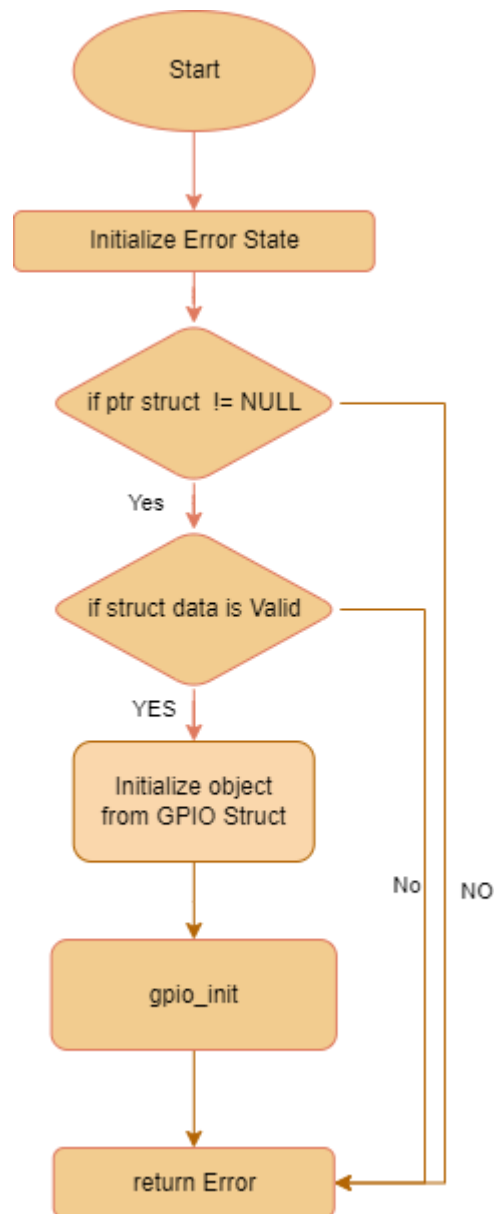 Start
Initialize Error State
if ptr struct != NULL
Yes
if struct data is Valid
YES
Initialize object
from GPIO Struct
No
NO
gpio_init
return Error